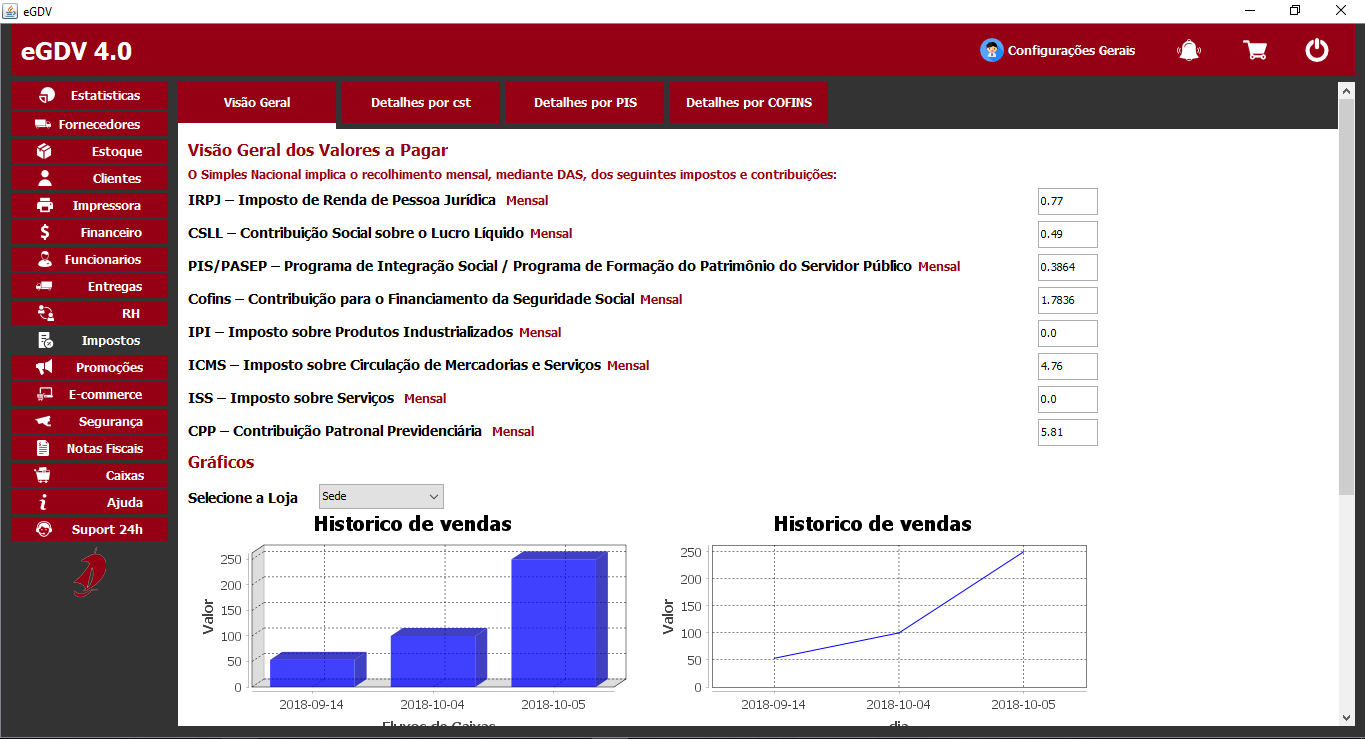 eGDV
eGDV 4.0
Configurações Gerais
Estatisticas
Fornecedores
Estoque
Clientes
Impressora
Financeiro
Funcionarios
Entregas
RH
Impostos
Promoções
E-commerce
Segurança
Notas Fiscais
Caixas
Ajuda
Suport 24h
Visão Geral
Detalhes por cst
Detalhes por PIS
Detalhes por COFINS
Visão Geral dos Valores a Pagar
O Simples Nacional implica o recolhimento mensal, mediante DAS, dos seguintes impostos e contribuições:
IRPJ – Imposto de Renda de Pessoa Jurídica Mensal 0.77
CSLL – Contribuição Social sobre o Lucro Líquido Mensal 0.49
PIS/PASEP – Programa de Integração Social / Programa de Formação do Patrimônio do Servidor Público Mensal 0.3864
Cofins – Contribuição para o Financiamento da Seguridade Social Mensal 1.7836
IPI – Imposto sobre Produtos Industrializados Mensal 0.0
ICMS – Imposto sobre Circulação de Mercadorias e Serviços Mensal 4.76
ISS – Imposto sobre Serviços Mensal 0.0
CPP – Contribuição Patronal Previdenciária Mensal 5.81
Gráficos
Selecione a Loja Sede
Historico de vendas
Valor
250
200
150
100
50
0
2018-09-14 2018-10-04 2018-10-05
Fluxos de Caixas
Historico de vendas
Valor
250
200
150
100
50
0
2018-09-14 2018-10-04 2018-10-05
dia